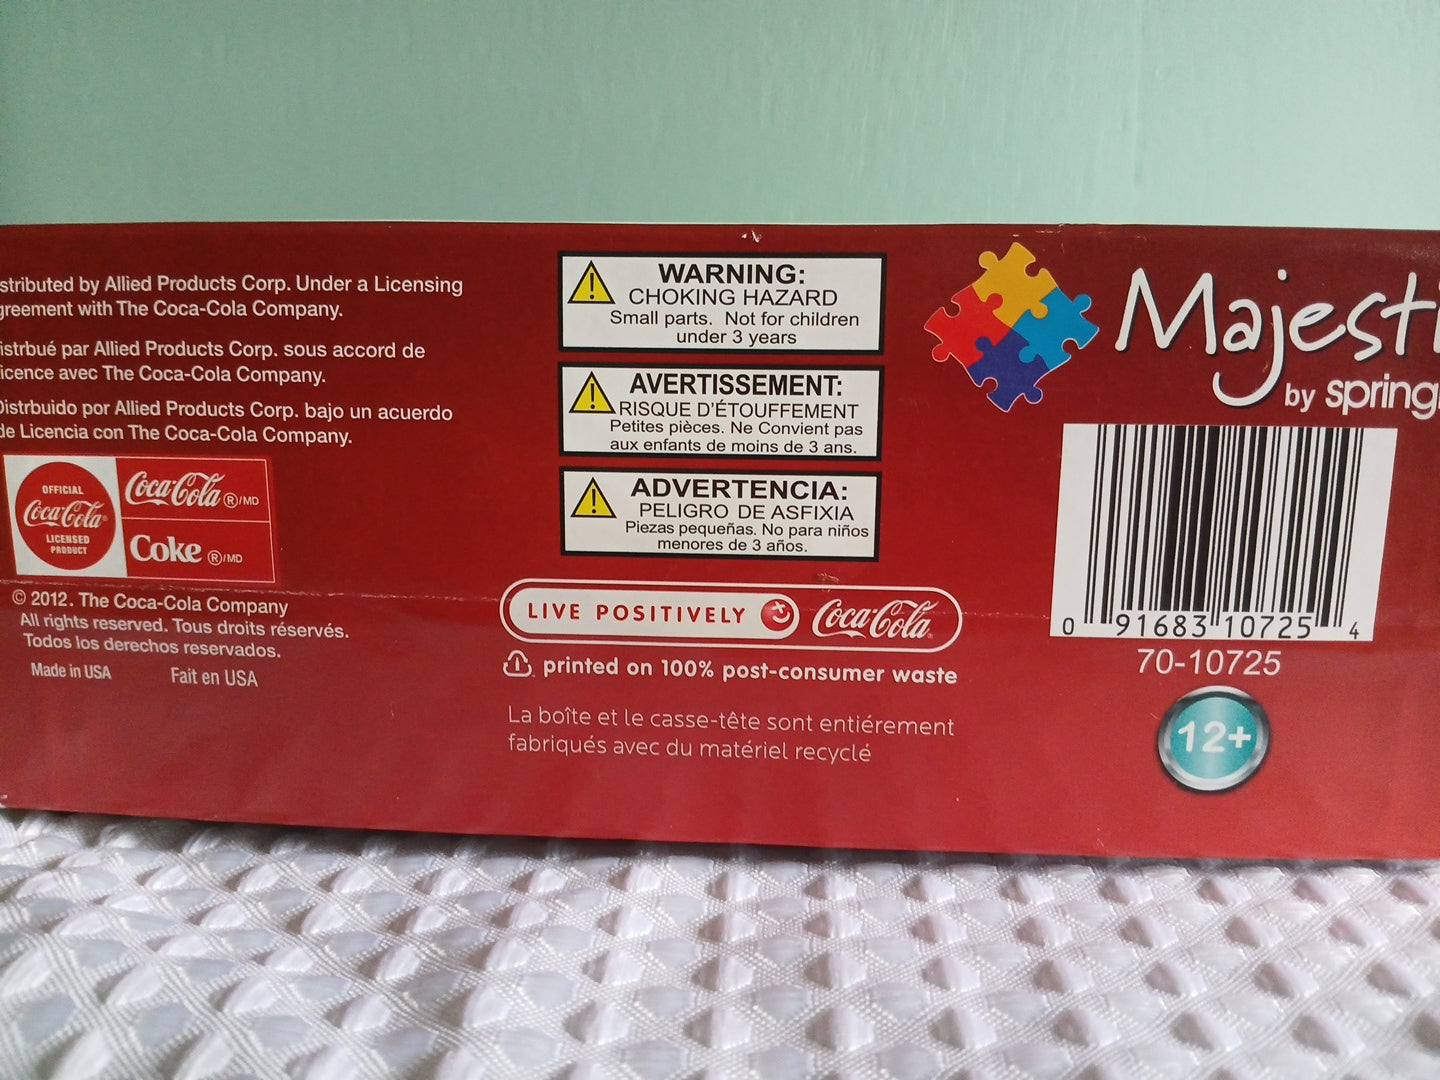 stributed by Allied Products Corp. Under a Licensing
greement with The Coca-Cola Company.
istrbué par Allied Products Corp. sous accord de
icence avec The Coca-Cola Company.
Distrbuido por Allied Products Corp. bajo un acuerdo
de Licencia con The Coca-Cola Company.
OFFICIAL
Coca-Cola®
LICENSED
PRODUCT
Coca-Cola ®/MD
Coke ®/MD
© 2012. The Coca-Cola Company
All rights reserved. Tous droits réservés.
Todos los derechos reservados.
Made in USA Fait en USA
WARNING:
CHOKING HAZARD
Small parts. Not for children
under 3 years
AVERTISSEMENT:
RISQUE D'ÉTOUFFEMENT
Petites pièces. Ne Convient pas
aux enfants de moins de 3 ans.
ADVERTENCIA:
PELIGRO DE ASFIXIA
Piezas pequeñas. No para niños
menores de 3 años.
LIVE POSITIVELY Coca-Cola®
printed on 100% post-consumer waste
La boîte et le casse-tête sont entiérement
fabriqués avec du matériel recyclé
Majesti
by spring
0 91683 10725 4
70-10725
12+